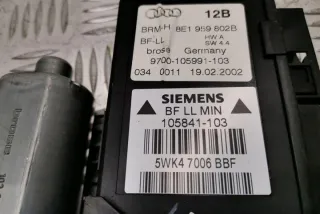 12B
BRM-H 8E1 959 802B
BF-LL HW A
SW 4.4
brose Germany
9700-105991-103
034 0011 19.02.2002
SIEMENS
BF LL MIN
105841-103
5WK4 7006 BBF